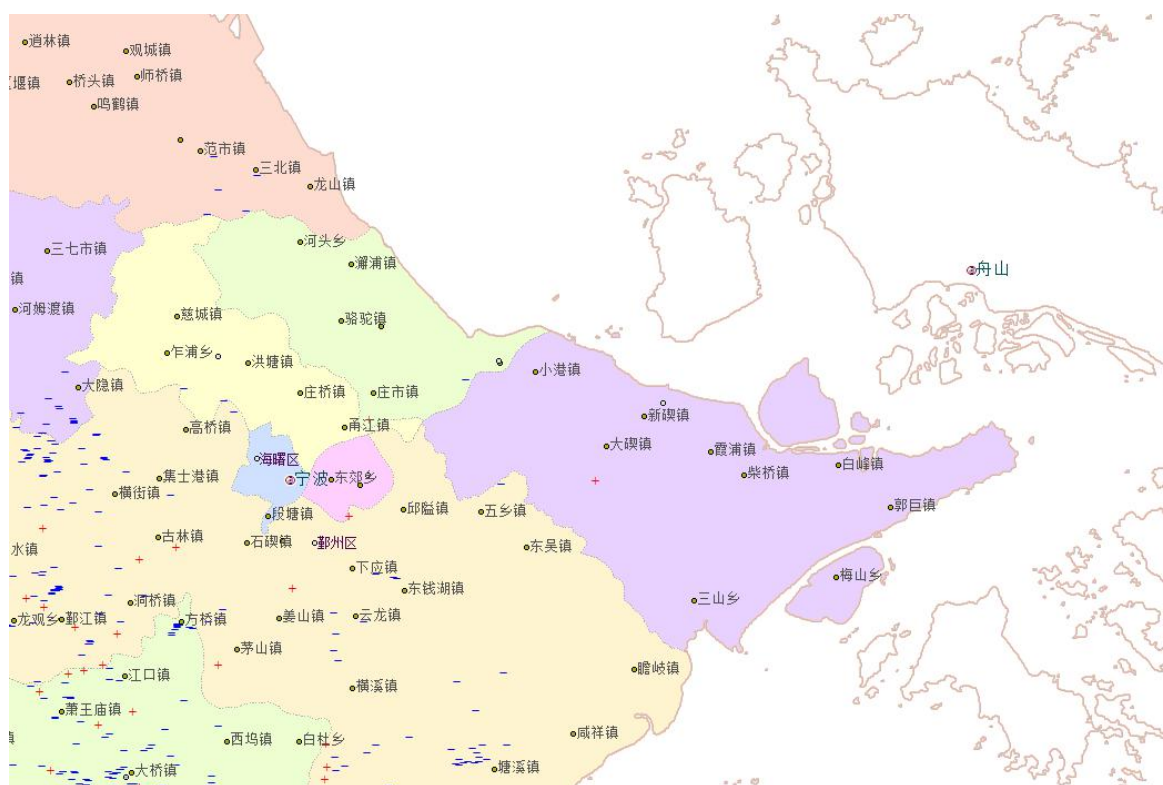 逍林镇
观城镇
师桥镇
桥头镇
堰镇
鸣鹤镇
范市镇
三北镇
龙山镇
河头乡
三七市镇
澥浦镇
舟山
镇
河姆渡镇
慈城镇
骆驼镇
乍浦乡
洪塘镇
小港镇
大隐镇
庄桥镇
庄市镇
新碶镇
高桥镇
甬江镇
大碶镇
霞浦镇
海曙区
白峰镇
集士港镇
宁波
东郊乡
柴桥镇
横街镇
段塘镇
邱隘镇
五乡镇
郭巨镇
古林镇
石碶镇
鄞州区
东吴镇
水镇
下应镇
梅山乡
东钱湖镇
洞桥镇
三山乡
龙观乡
鄞江镇
方桥镇
姜山镇
云龙镇
茅山镇
瞻岐镇
江口镇
横溪镇
萧王庙镇
咸祥镇
镇
西坞镇
白杜乡
大桥镇
塘溪镇